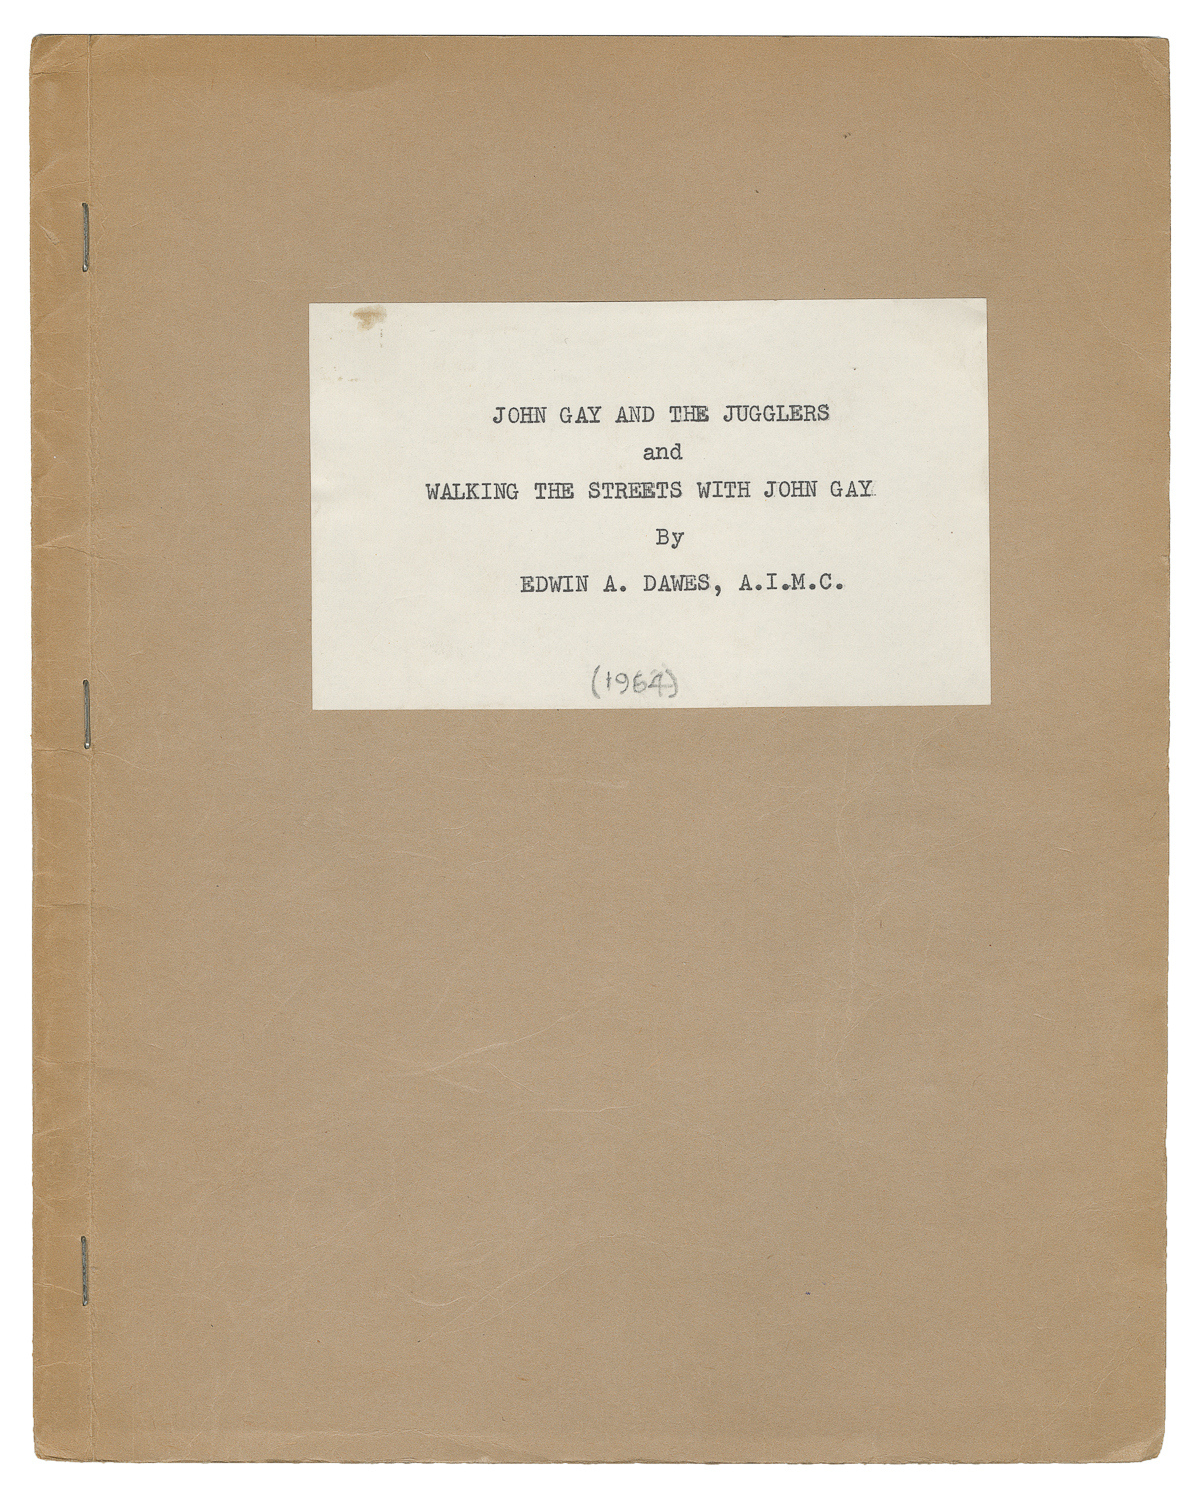 JOHN GAY AND THE JUGGLERS
and
WALKING THE STREETS WITH JOHN GAY
By
EDWIN A. DAWES, A.I.M.C.
(1964)